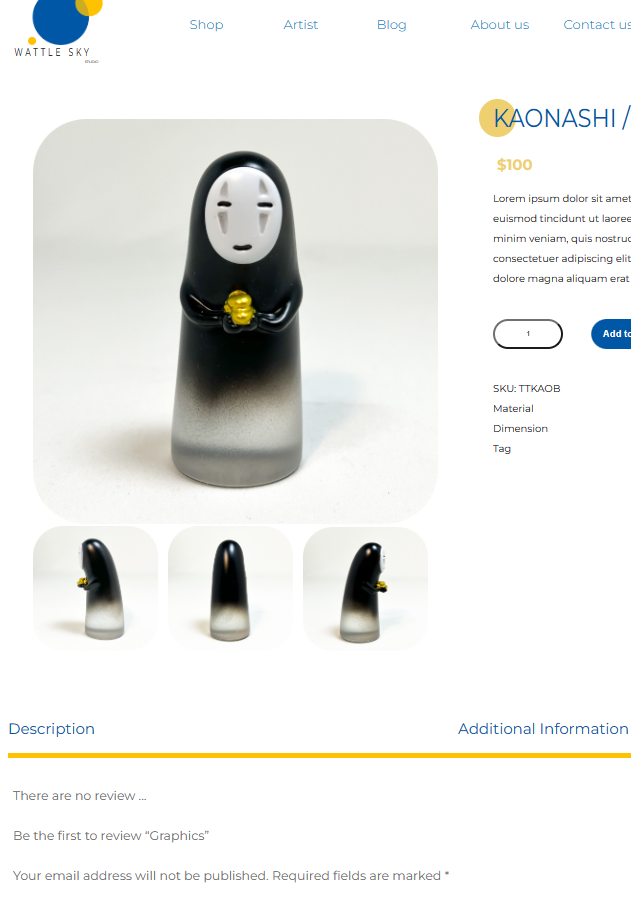 Shop Artist Blog About us Contact us
WATTLE SKY
STUDIO
KAONASHI /
$100
Lorem ipsum dolor sit amet
euismod tincidunt ut laoree
minim veniam, quis nostrud
consectetuer adipiscing elit
dolore magna aliquam erat
1
Add to
SKU: TTKAOB
Material
Dimension
Tag
Description Additional Information
There are no review ...
Be the first to review “Graphics”
Your email address will not be published. Required fields are marked *